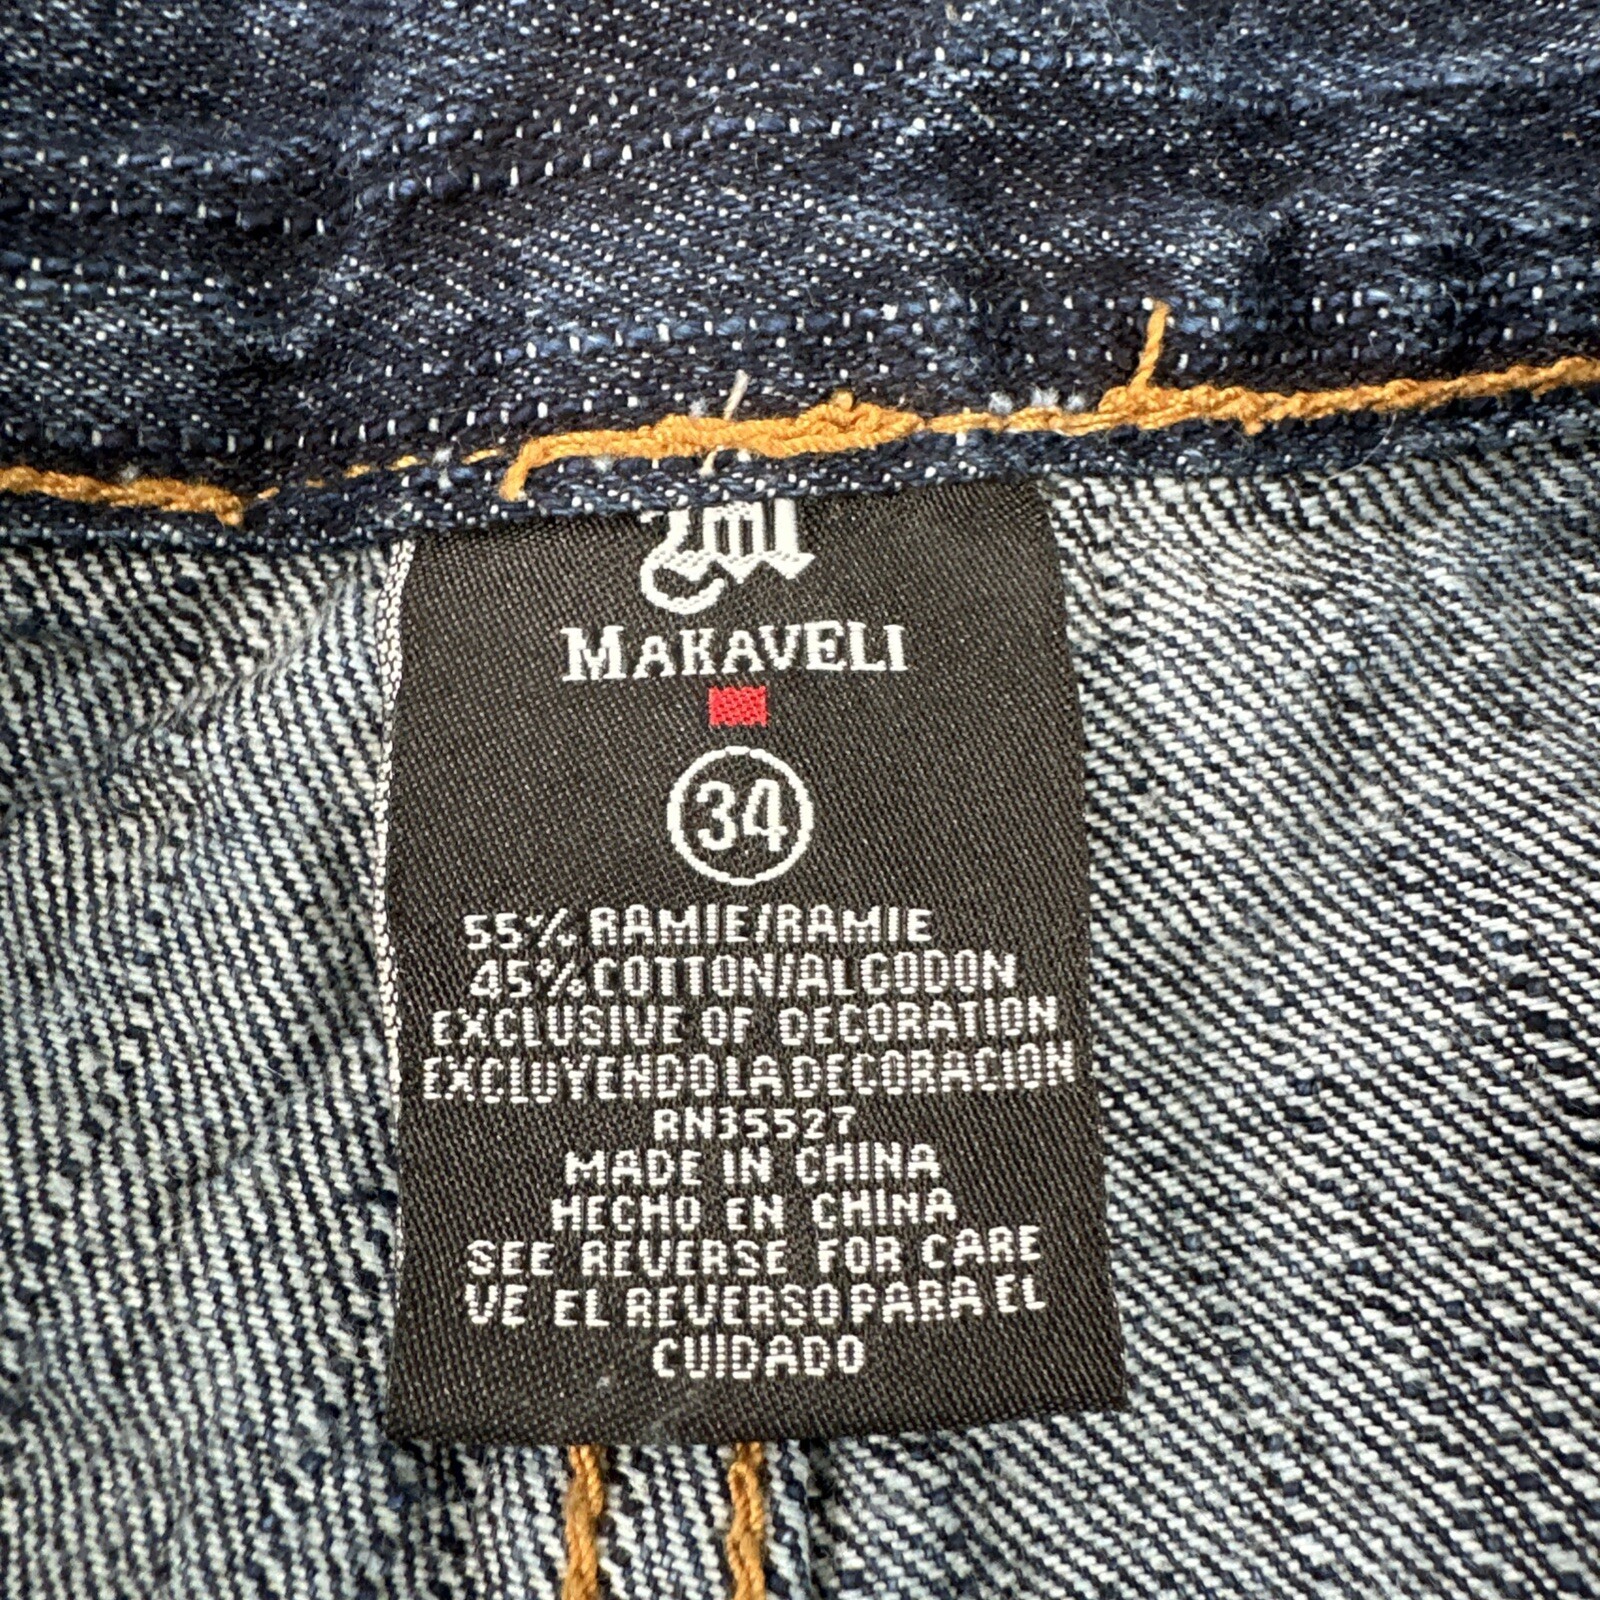 MAKAVELI
34
55% RAMIE/RAMIE
45% COTTON/ALGODON
EXCLUSIVE OF DECORATION
EXCLUYENDO LA DECORACION
RN35527
MADE IN CHINA
HECHO EN CHINA
SEE REVERSE FOR CARE
VE EL REVERSO PARA EL
CUIDADO